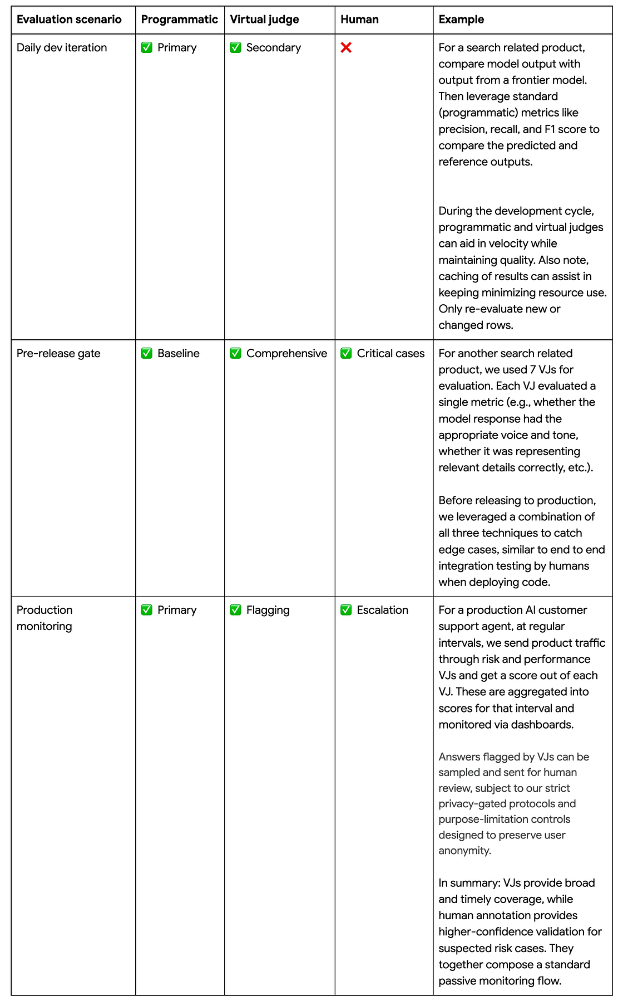 Evaluation scenario
Programmatic
Virtual judge
Human
Example
Daily dev iteration
✅ Primary
✅ Secondary
❌
For a search related product,
compare model output with
output from a frontier model.
Then leverage standard
(programmatic) metrics like
precision, recall, and F1 score to
compare the predicted and
reference outputs.
During the development cycle,
programmatic and virtual judges
can aid in velocity while
maintaining quality. Also note,
caching of results can assist in
keeping minimizing resource use.
Only re-evaluate new or
changed rows.
Pre-release gate
✅ Baseline
✅ Comprehensive
✅ Critical cases
For another search related
product, we used 7 VJs for
evaluation. Each VJ evaluated a
single metric (e.g., whether the
model response had the
appropriate voice and tone,
whether it was representing
relevant details correctly, etc.).
Before releasing to production,
we leveraged a combination of
all three techniques to catch
edge cases, similar to end to end
integration testing by humans
when deploying code.
Production
monitoring
✅ Primary
✅ Flagging
✅ Escalation
For a production AI customer
support agent, at regular
intervals, we send product traffic
through risk and performance
VJs and get a score out of each
VJ. These are aggregated into
scores for that interval and
monitored via dashboards.
Answers flagged by VJs can be
sampled and sent for human
review, subject to our strict
privacy-gated protocols and
purpose-limitation controls
designed to preserve user
anonymity.
In summary: VJs provide broad
and timely coverage, while
human annotation provides
higher-confidence validation for
suspected risk cases. They
together compose a standard
passive monitoring flow.